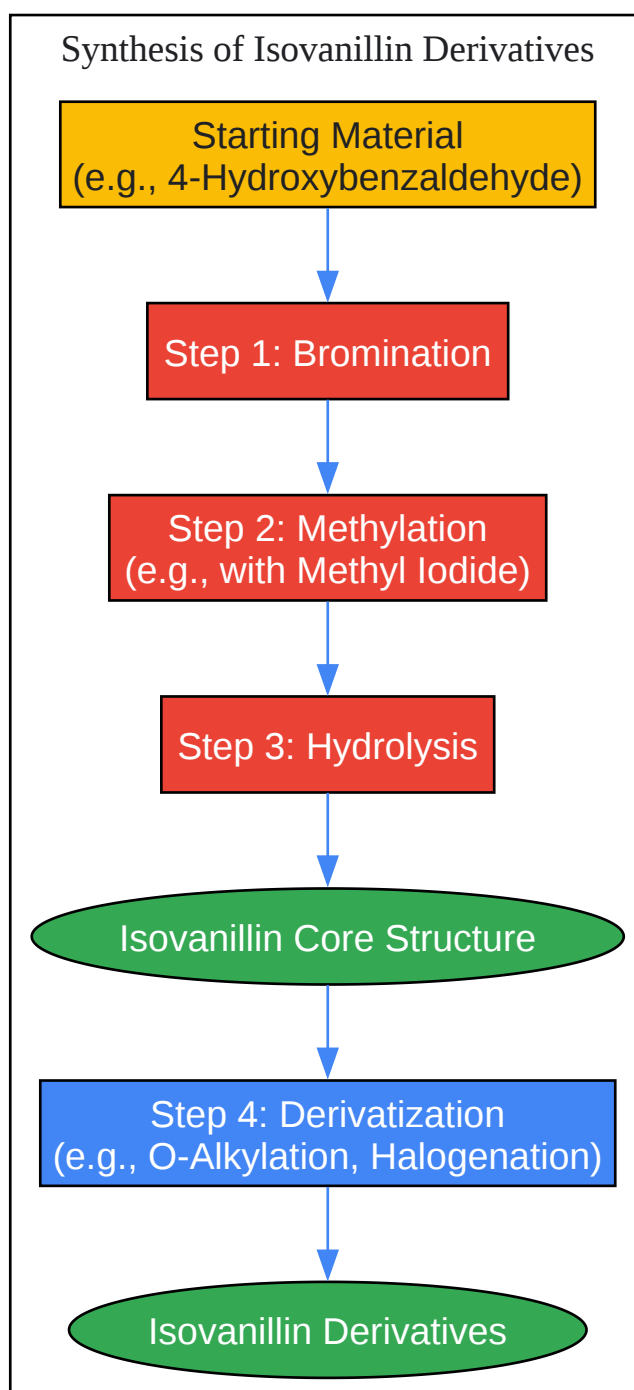 Synthesis of Isovanillin Derivatives
Starting Material
(e.g., 4-Hydroxybenzaldehyde)
Step 1: Bromination
Step 2: Methylation
(e.g., with Methyl Iodide)
Step 3: Hydrolysis
Isovanillin Core Structure
Step 4: Derivatization
(e.g., O-Alkylation, Halogenation)
Isovanillin Derivatives